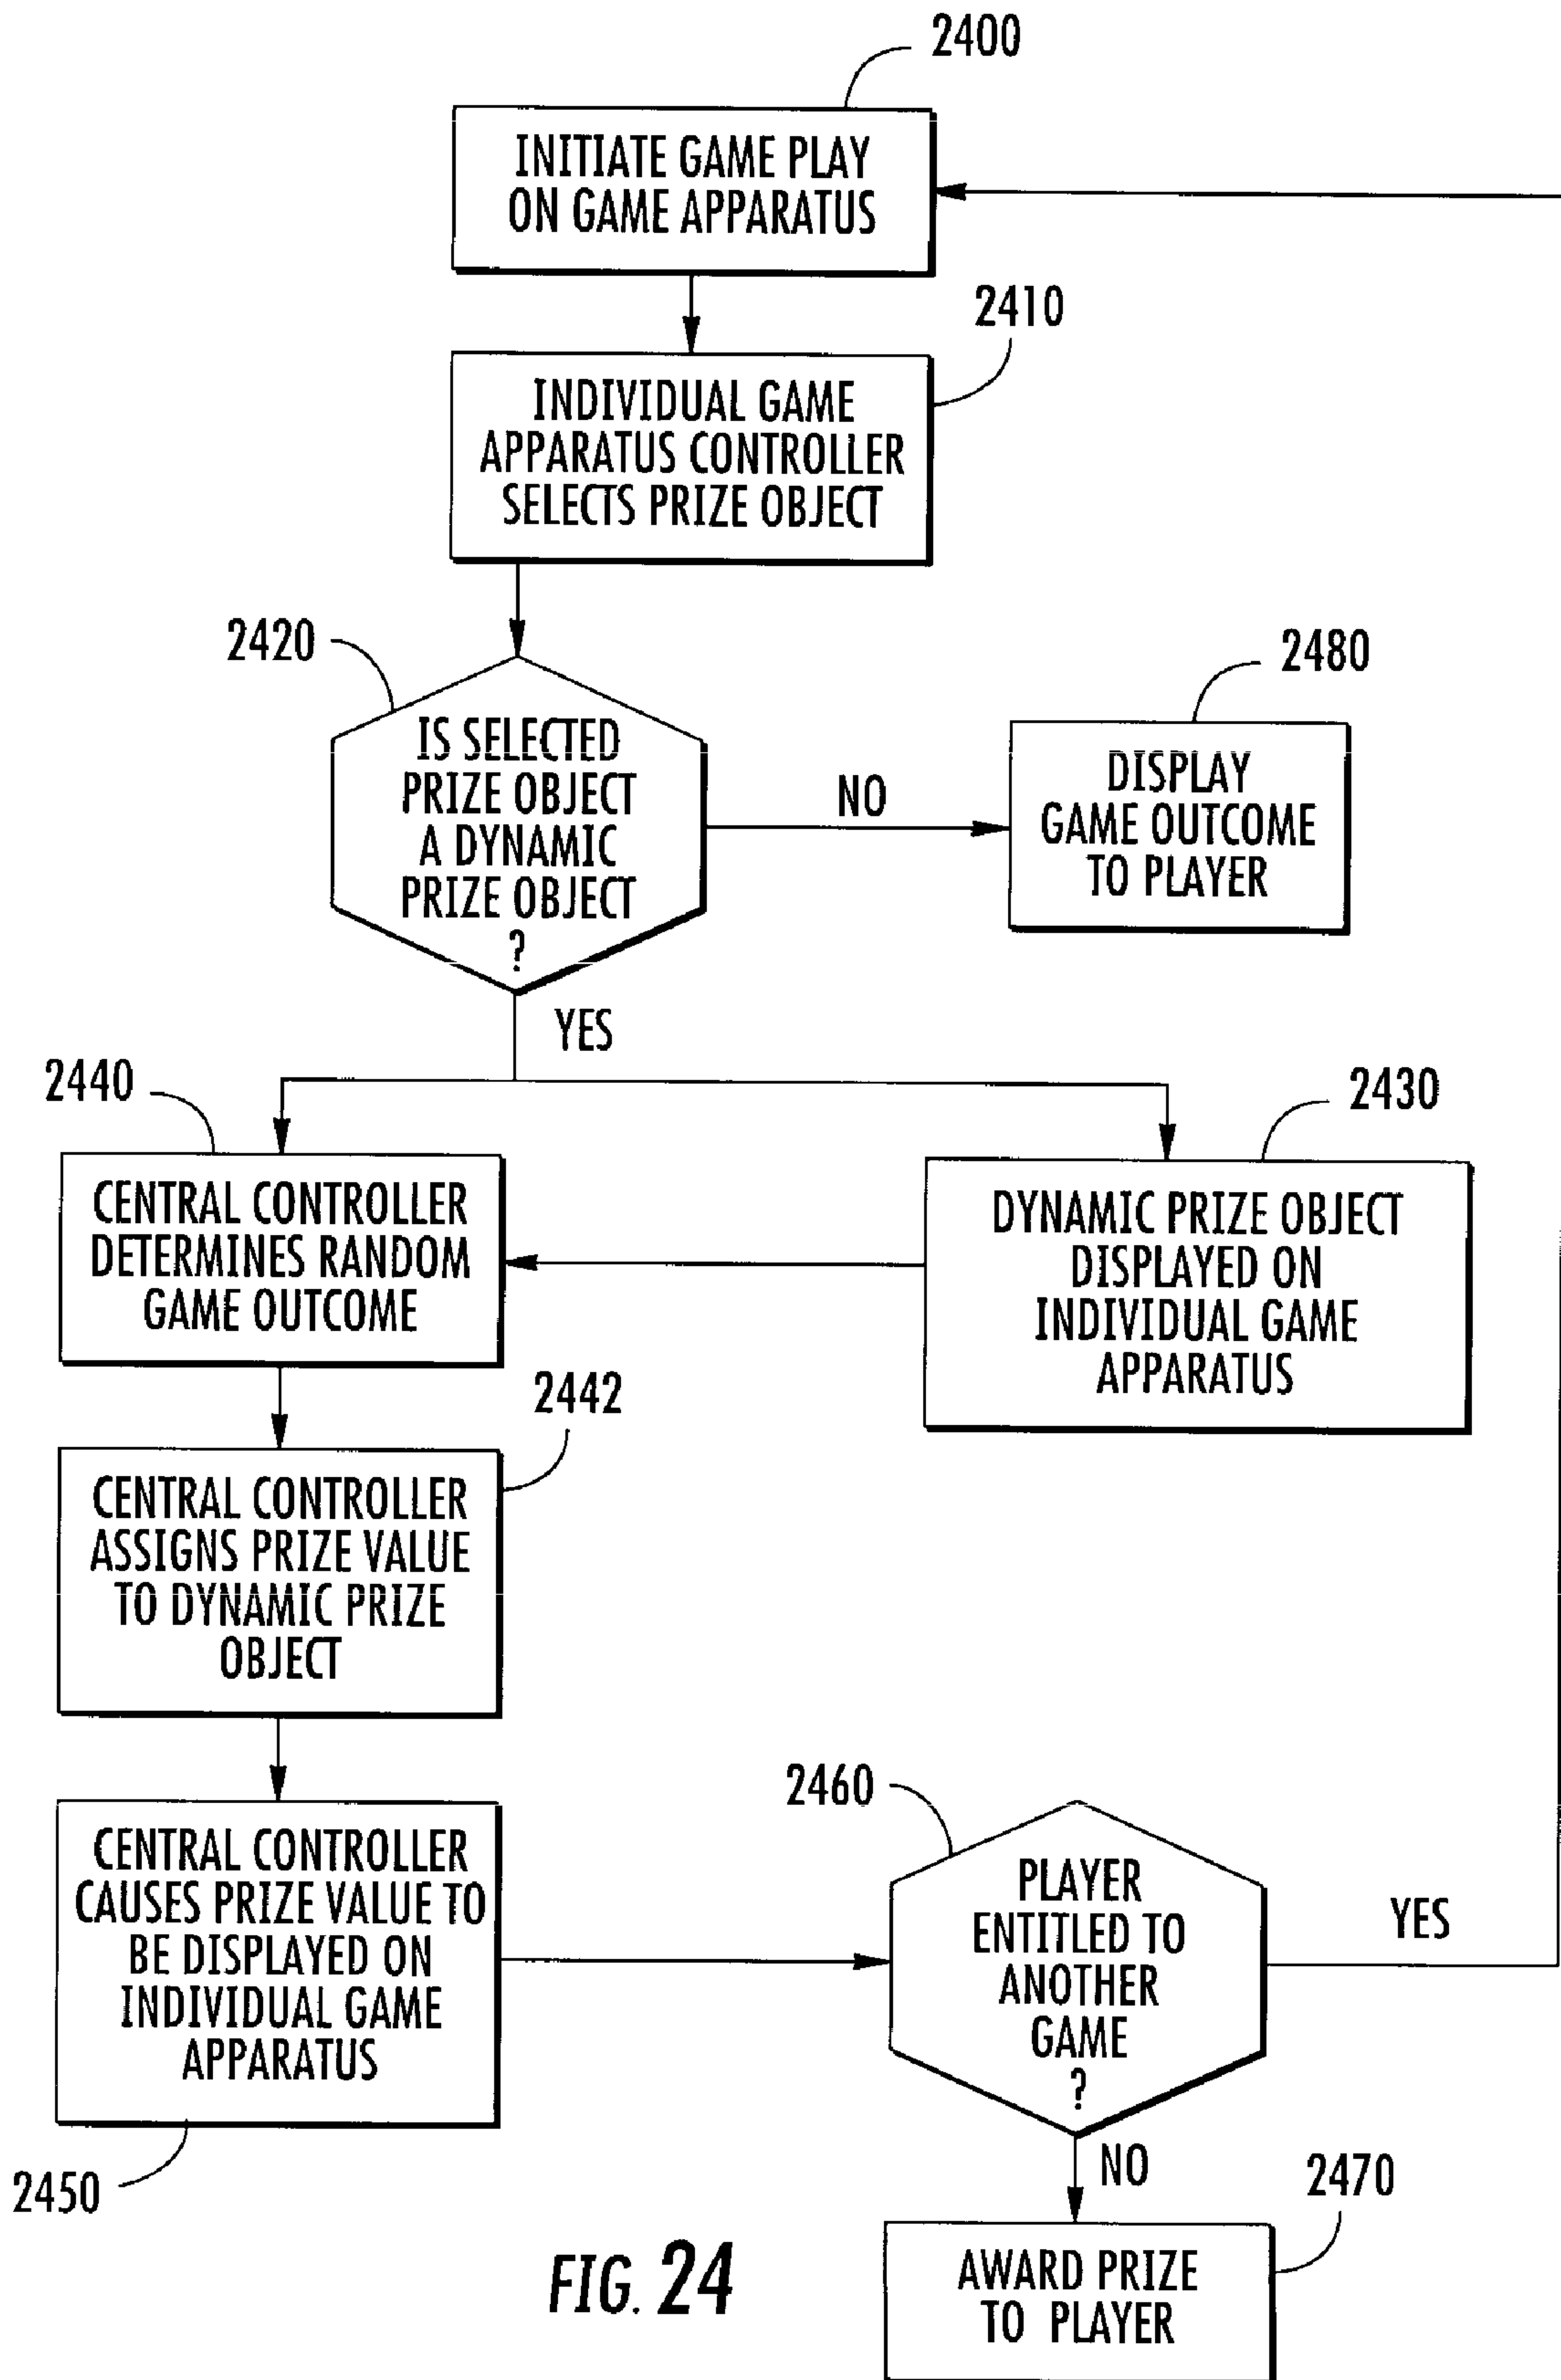 2400
INITIATE GAME PLAY
ON GAME APPARATUS
2410
INDIVIDUAL GAME
APPARATUS CONTROLLER
SELECTS PRIZE OBJECT
2420
IS SELECTED
PRIZE OBJECT
A DYNAMIC
PRIZE OBJECT
?
NO
2480
DISPLAY
GAME OUTCOME
TO PLAYER
YES
2440
CENTRAL CONTROLLER
DETERMINES RANDOM
GAME OUTCOME
2430
DYNAMIC PRIZE OBJECT
DISPLAYED ON
INDIVIDUAL GAME
APPARATUS
2442
CENTRAL CONTROLLER
ASSIGNS PRIZE VALUE
TO DYNAMIC PRIZE
OBJECT
CENTRAL CONTROLLER
CAUSES PRIZE VALUE TO
BE DISPLAYED ON
INDIVIDUAL GAME
APPARATUS
2450
2460
PLAYER
ENTITLED TO
ANOTHER
GAME
?
YES
NO
2470
AWARD PRIZE
TO PLAYER
FIG. 24